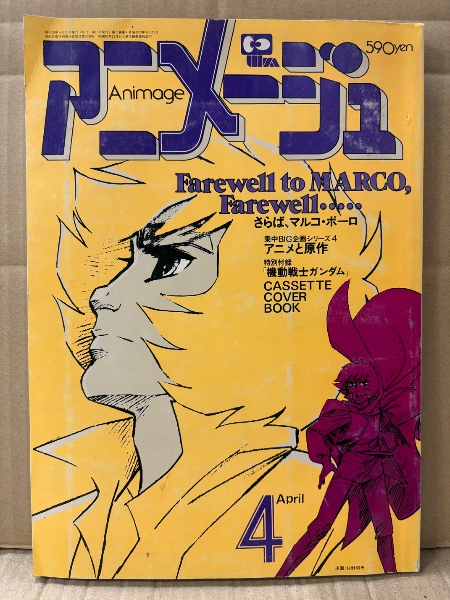 590yen
アニメージュ
Animage
Farewell to MARCO,
Farewell・・・・・
さらば、マルコ・ポーロ
集中BIG企画シリーズ4
アニメと原作
特別付録
「機動戦士ガンダム」
CASSETTE
COVER
BOOK
4 April